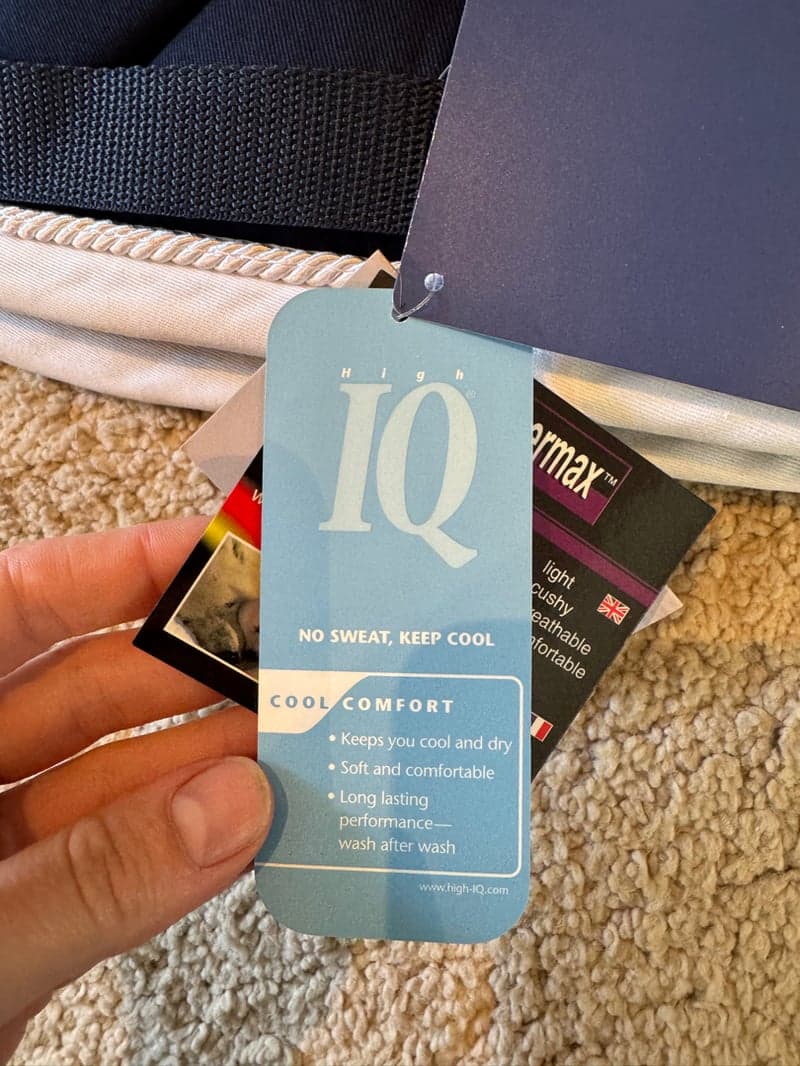 High
IQ®
NO SWEAT, KEEP COOL
COOL COMFORT
• Keeps you cool and dry
• Soft and comfortable
• Long lasting
performance—
wash after wash
www.high-IQ.com
ermax™
light
cushy
eathable
fortable